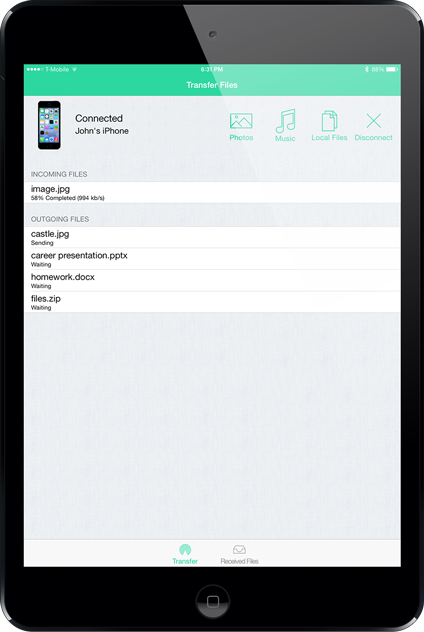 T-Mobile 6:31 PM 86%
Transfer Files
Connected
John's iPhone
Photos Music Local Files Disconnect
INCOMING FILES
image.jpg
58% Completed (994 kb/s)
OUTGOING FILES
castle.jpg
Sending
career presentation.pptx
Waiting
homework.docx
Waiting
files.zip
Waiting
Transfer Received Files